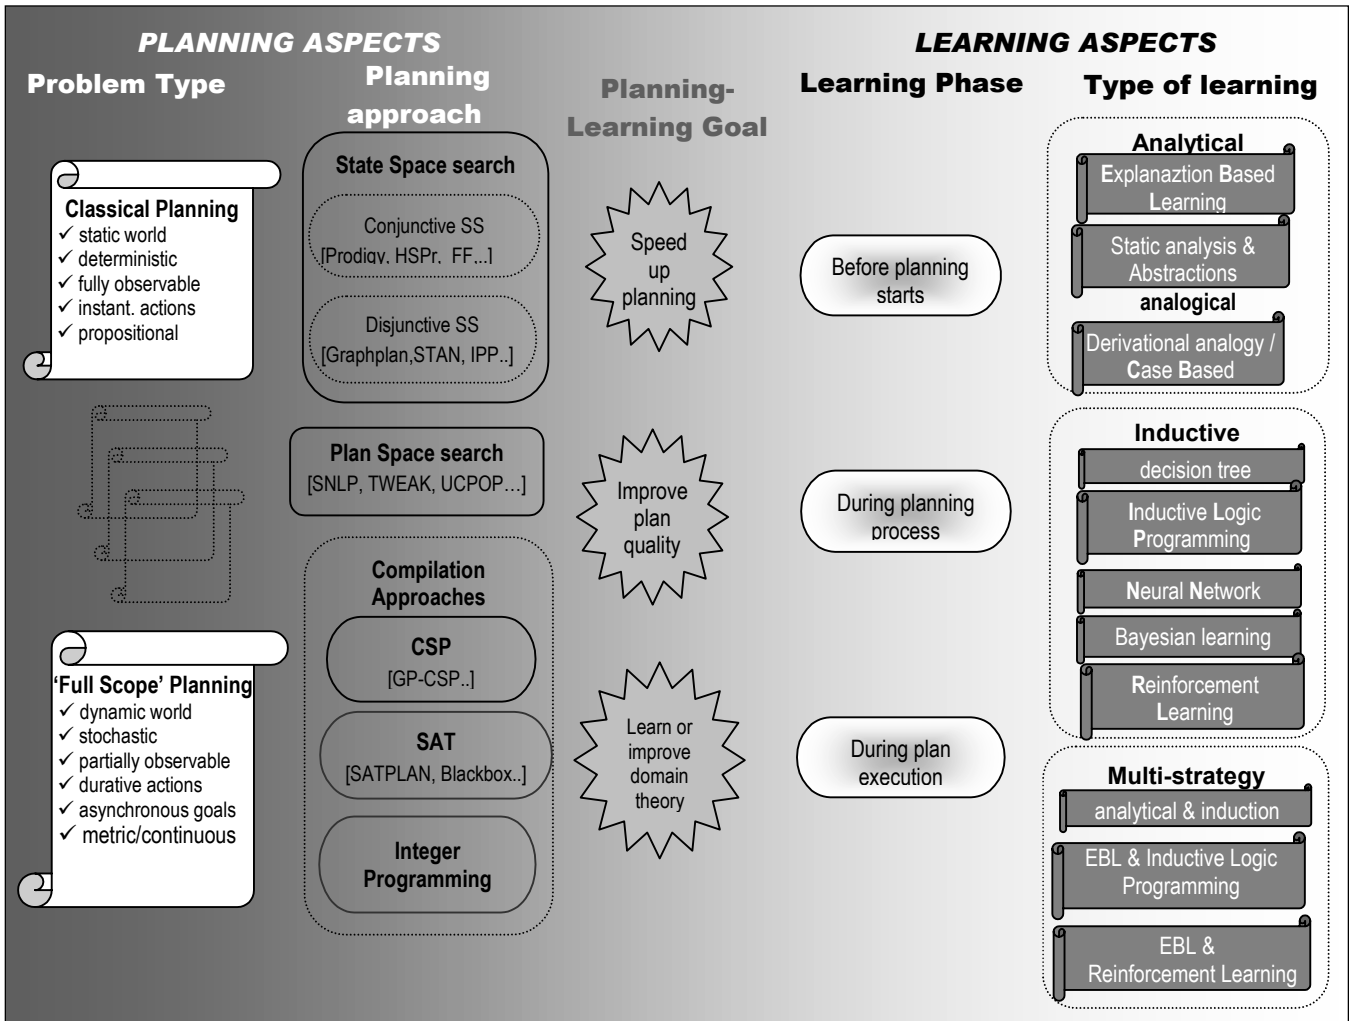 PLANNING ASPECTS
LEARNING ASPECTS
Problem Type
Planning
approach
Planning-
Learning Goal
Learning Phase
Type of learning
Classical Planning
✓ static world
✓ deterministic
✓ fully observable
✓ instant. actions
✓ propositional
'Full Scope' Planning
✓ dynamic world
✓ stochastic
✓ partially observable
✓ durative actions
✓ asynchronous goals
✓ metric/continuous
State Space search
Conjunctive SS
[Prodigy, HSPr, FF,..]
Disjunctive SS
[Graphplan,STAN, IPP..]
Plan Space search
[SNLP, TWEAK, UCPOP…]
Compilation
Approaches
CSP
[GP-CSP..]
SAT
[SATPLAN, Blackbox..]
Integer
Programming
Speed
up
planning
Improve
plan
quality
Learn or
improve
domain
theory
Before planning
starts
During planning
process
During plan
execution
Analytical
Explanaztion Based
Learning
Static analysis &
Abstractions
analogical
Derivational analogy /
Case Based
Inductive
decision tree
Inductive Logic
Programming
Neural Network
Bayesian learning
Reinforcement
Learning
Multi-strategy
analytical & induction
EBL & Inductive Logic
Programming
EBL &
Reinforcement Learning